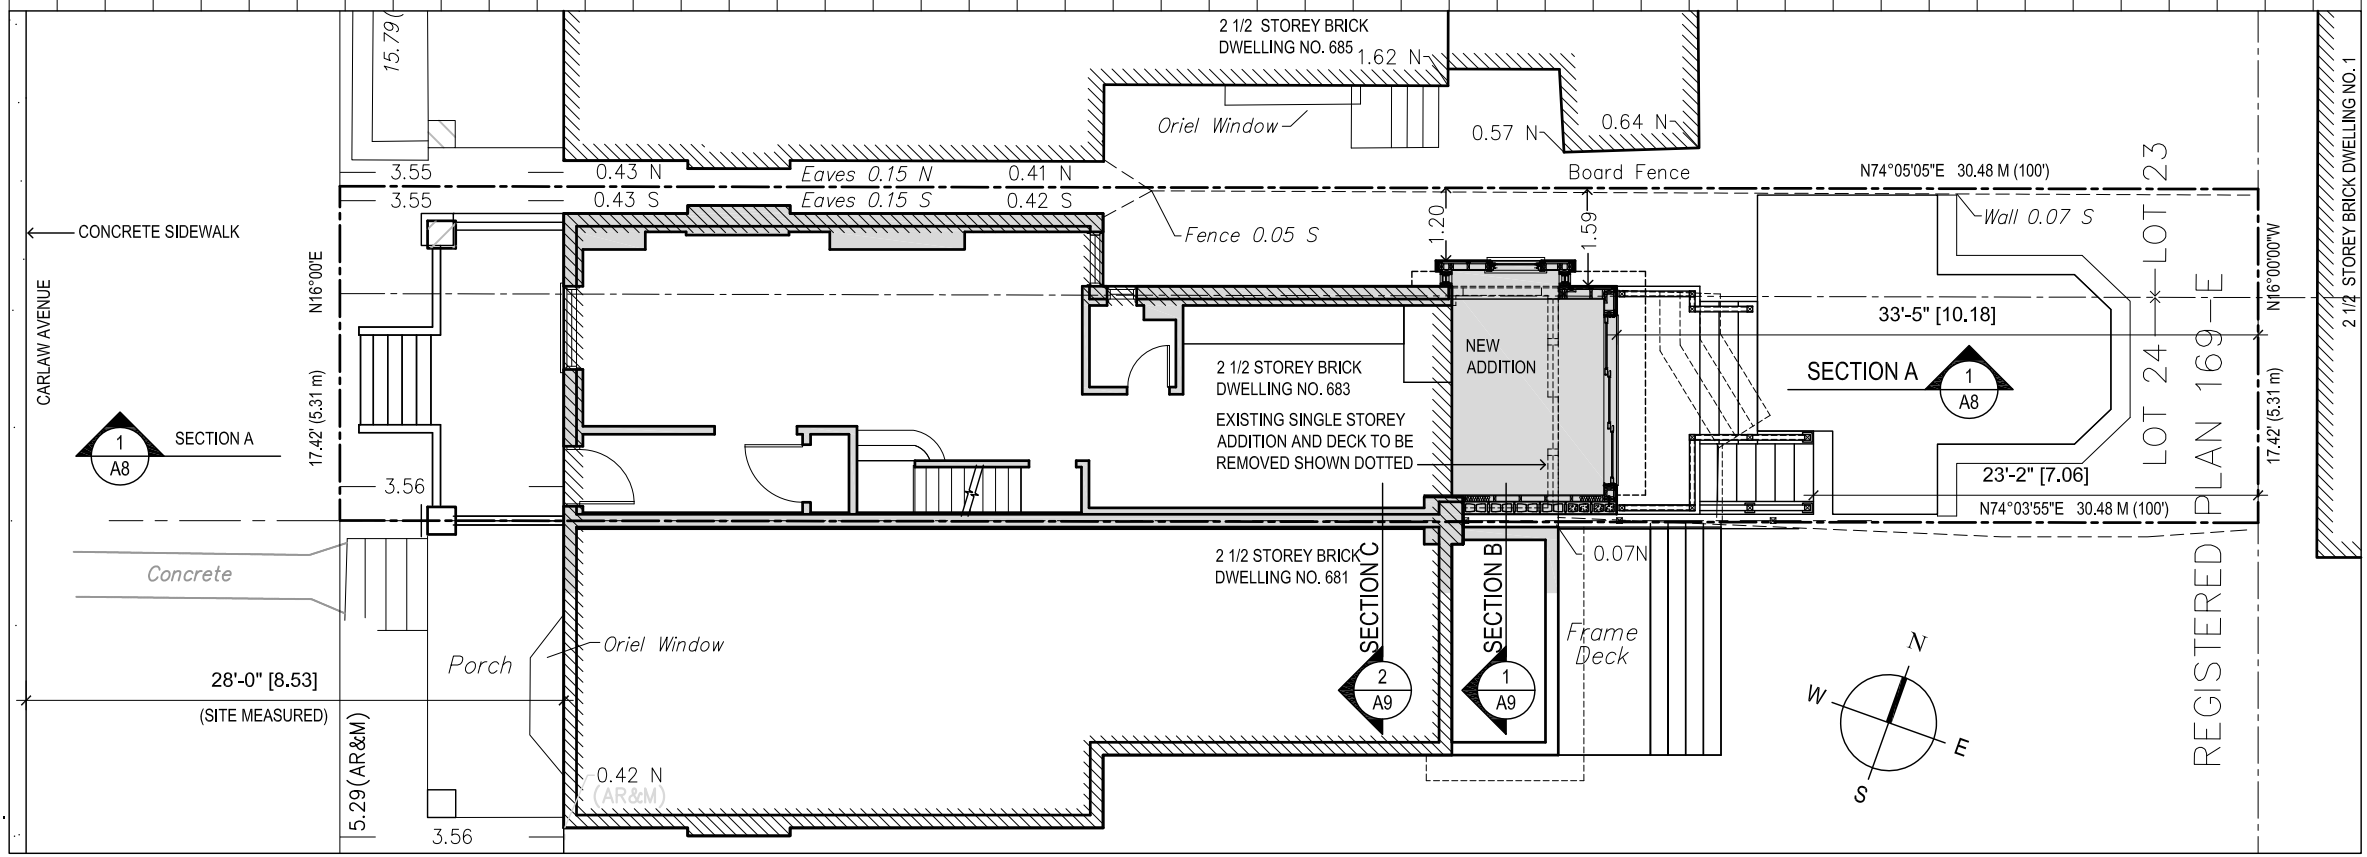 15.79(
2 1/2 STOREY BRICK
DWELLING NO. 685
1.62 N
Oriel Window
0.57 N
0.64 N
2 1/2 STOREY BRICK DWELLING NO. 1
3.55
0.43 N
Eaves 0.15 N
0.41 N
Board Fence
N74°05'05"E 30.48 M (100')
3.55
0.43 S
Eaves 0.15 S
0.42 S
CONCRETE SIDEWALK
Fence 0.05 S
1.20
1.59
Wall 0.07 S
LOT 24
LOT 23
CARLAW AVENUE
N16°00'E
17.42' (5.31 m)
N16°00'00"W
17.42' (5.31 m)
33'-5" [10.18]
NEW
ADDITION
2 1/2 STOREY BRICK
DWELLING NO. 683
SECTION A
1
A8
EXISTING SINGLE STOREY
ADDITION AND DECK TO BE
REMOVED SHOWN DOTTED
1
A8
SECTION A
3.56
23'-2" [7.06]
N74°03'55"E 30.48 M (100')
REGISTERED PLAN 169-E
Concrete
2 1/2 STOREY BRICK
DWELLING NO. 681
SECTION C
SECTION B
0.07N
Oriel Window
Porch
Frame
Deck
28'-0" [8.53]
(SITE MEASURED)
2
A9
1
A9
N
W
E
S
5.29(AR&M)
0.42 N
(AR&M)
3.56